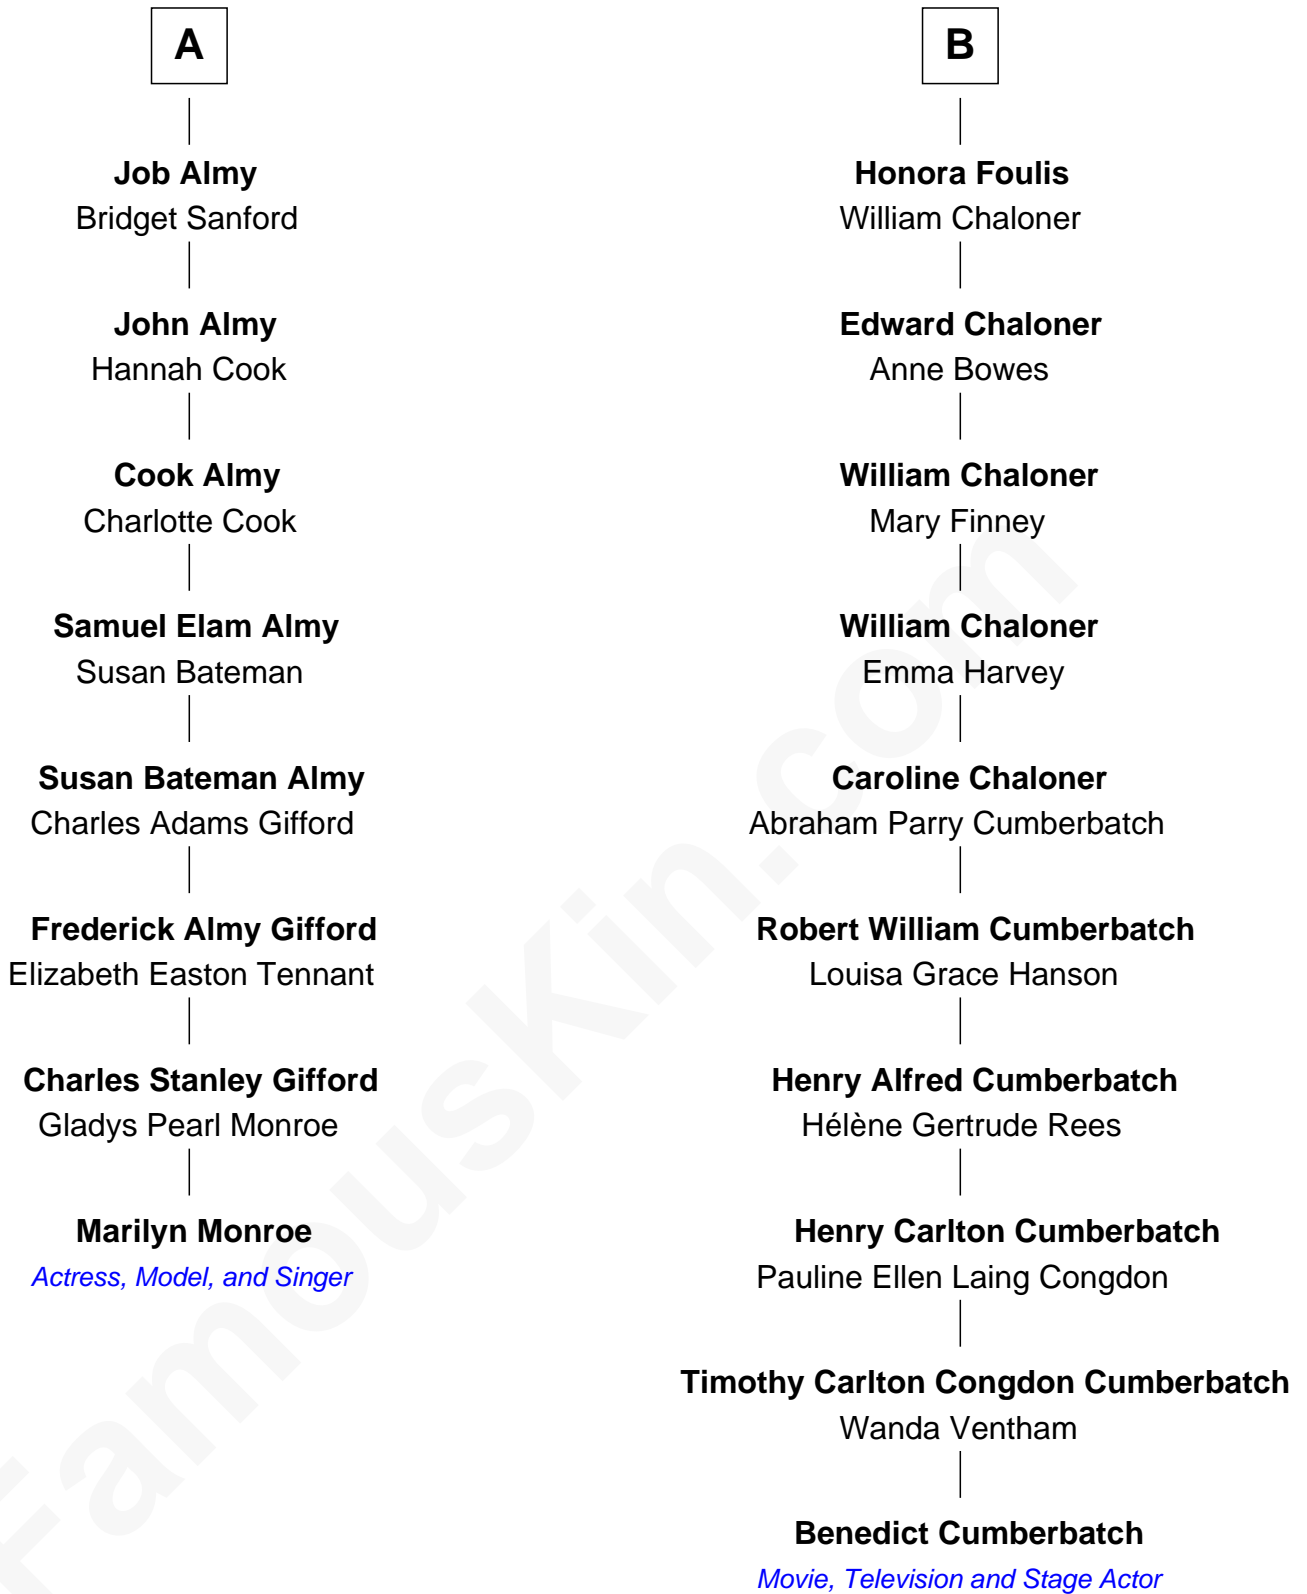 A
Job Almy
Bridget Sanford
John Almy
Hannah Cook
Cook Almy
Charlotte Cook
Samuel Elam Almy
Susan Bateman
Susan Bateman Almy
Charles Adams Gifford
Frederick Almy Gifford
Elizabeth Easton Tennant
Charles Stanley Gifford
Gladys Pearl Monroe
Marilyn Monroe
Actress, Model, and Singer
B
Honora Foulis
William Chaloner
Edward Chaloner
Anne Bowes
William Chaloner
Mary Finney
William Chaloner
Emma Harvey
Caroline Chaloner
Abraham Parry Cumberbatch
Robert William Cumberbatch
Louisa Grace Hanson
Henry Alfred Cumberbatch
Hélène Gertrude Rees
Henry Carlton Cumberbatch
Pauline Ellen Laing Congdon
Timothy Carlton Congdon Cumberbatch
Wanda Ventham
Benedict Cumberbatch
Movie, Television and Stage Actor
FamousKin.com